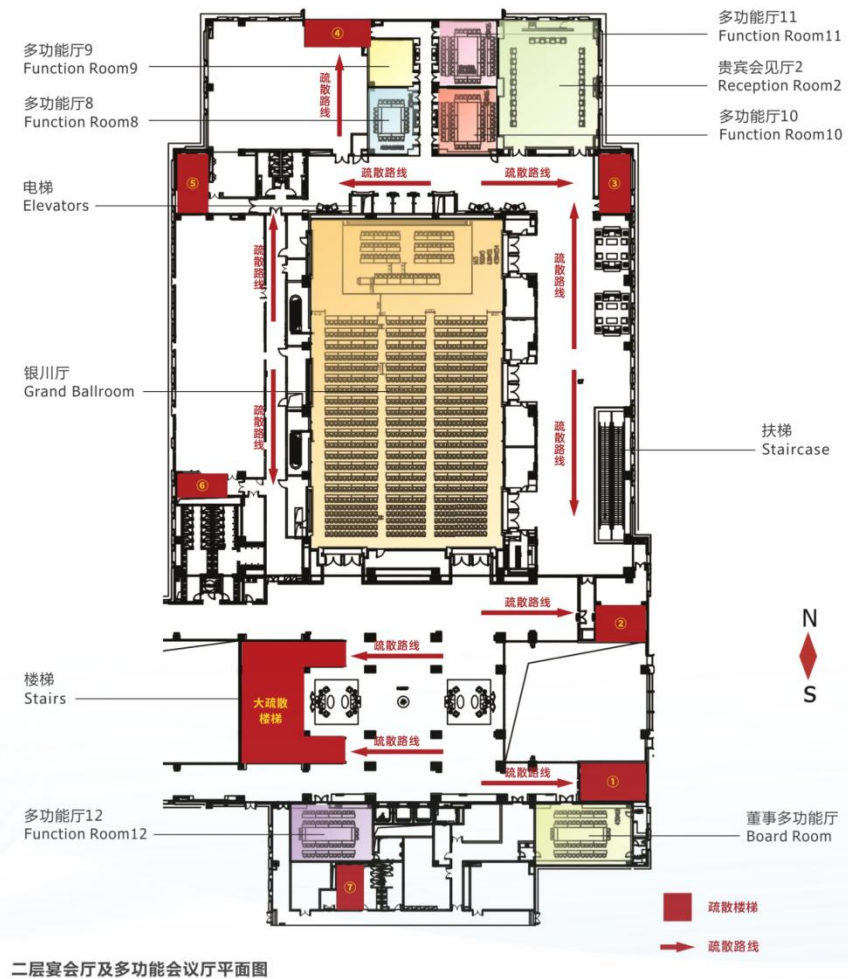 ④
多功能厅11
Function Room11
多功能厅9
Function Room9
疏散路线
贵宾会见厅2
Reception Room2
多功能厅8
Function Room8
多功能厅10
Function Room10
⑤
疏散路线
疏散路线
③
电梯
Elevators
疏散路线
疏散路线
银川厅
Grand Ballroom
疏散路线
疏散路线
扶梯
Staircase
⑥
疏散路线
②
N
S
疏散路线
楼梯
Stairs
大疏散
楼梯
疏散路线
疏散路线
①
多功能厅12
Function Room12
董事多功能厅
Board Room
⑦
疏散楼梯
疏散路线
二层宴会厅及多功能会议厅平面图